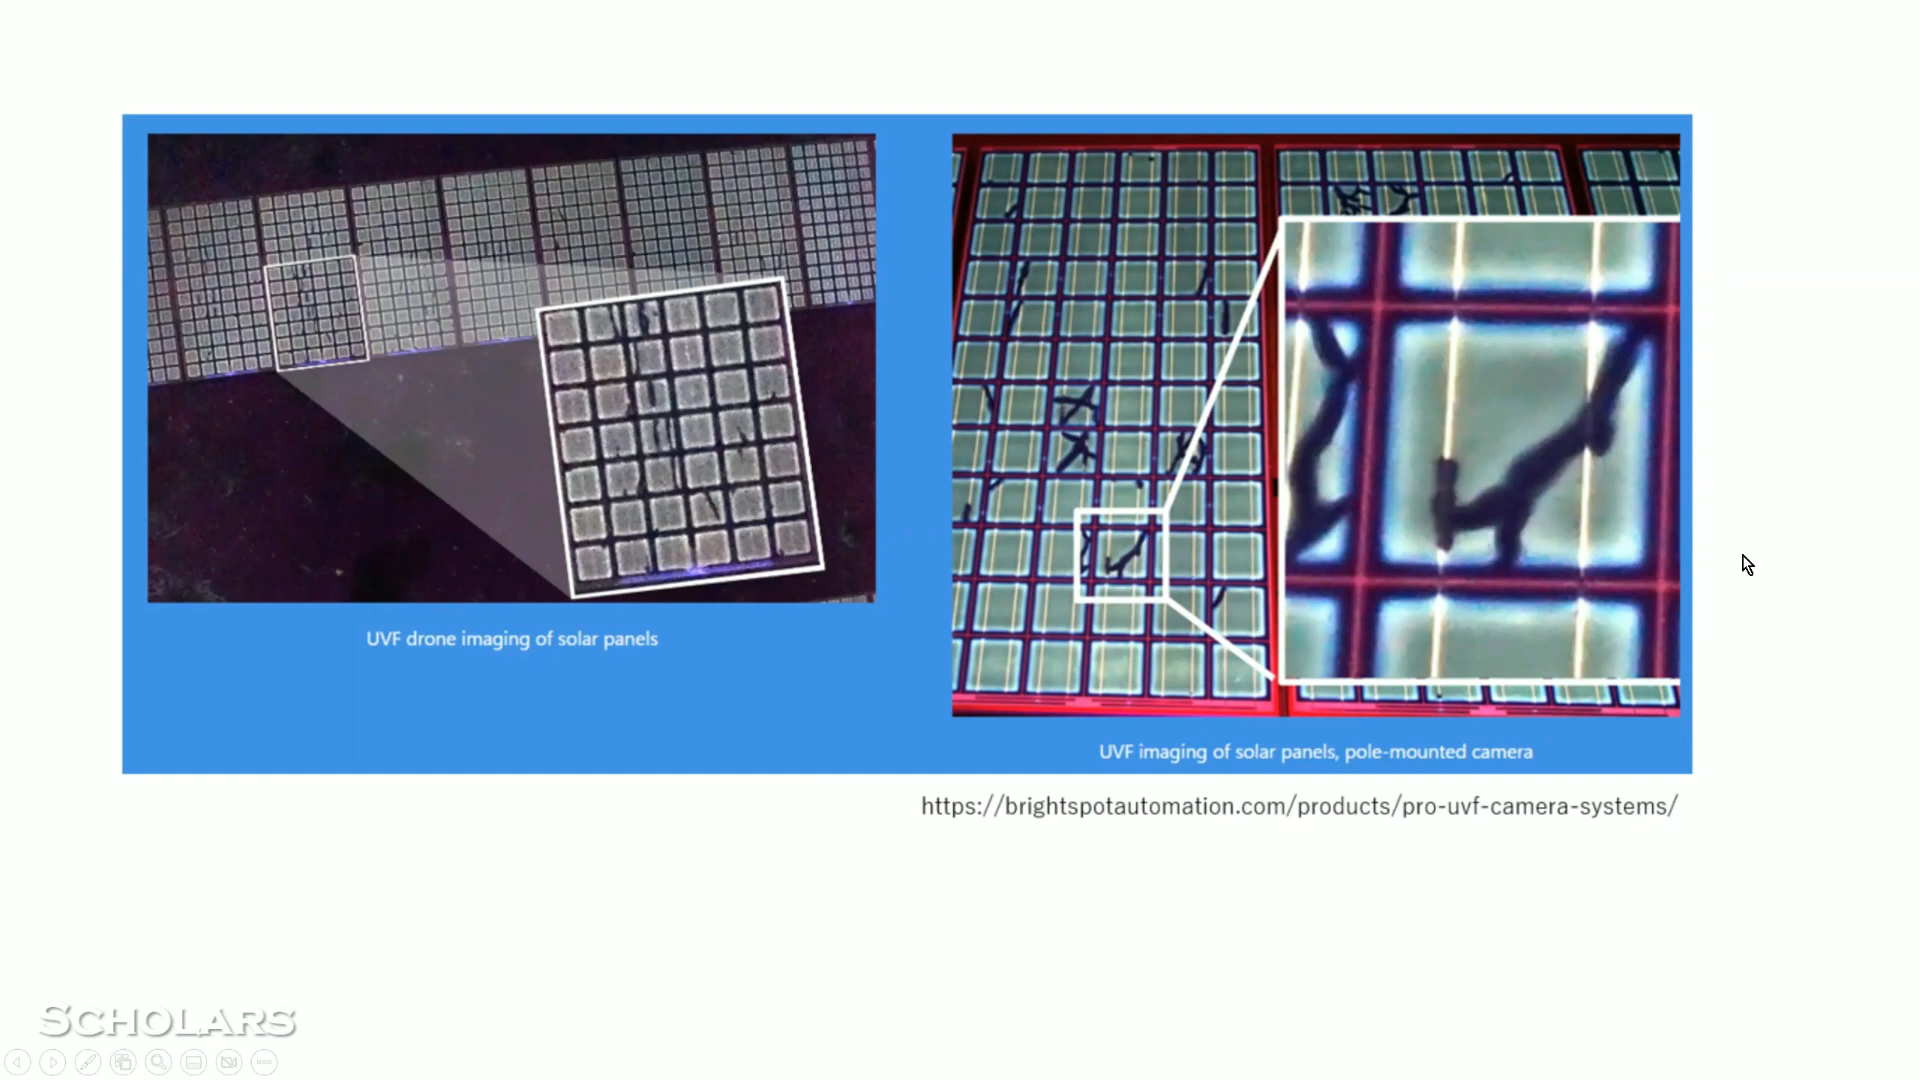 UVF drone imaging of solar panels
UVF imaging of solar panels, pole-mounted camera
https://brightspotautomation.com/products/pro-uvf-camera-systems/
SCHOLARS